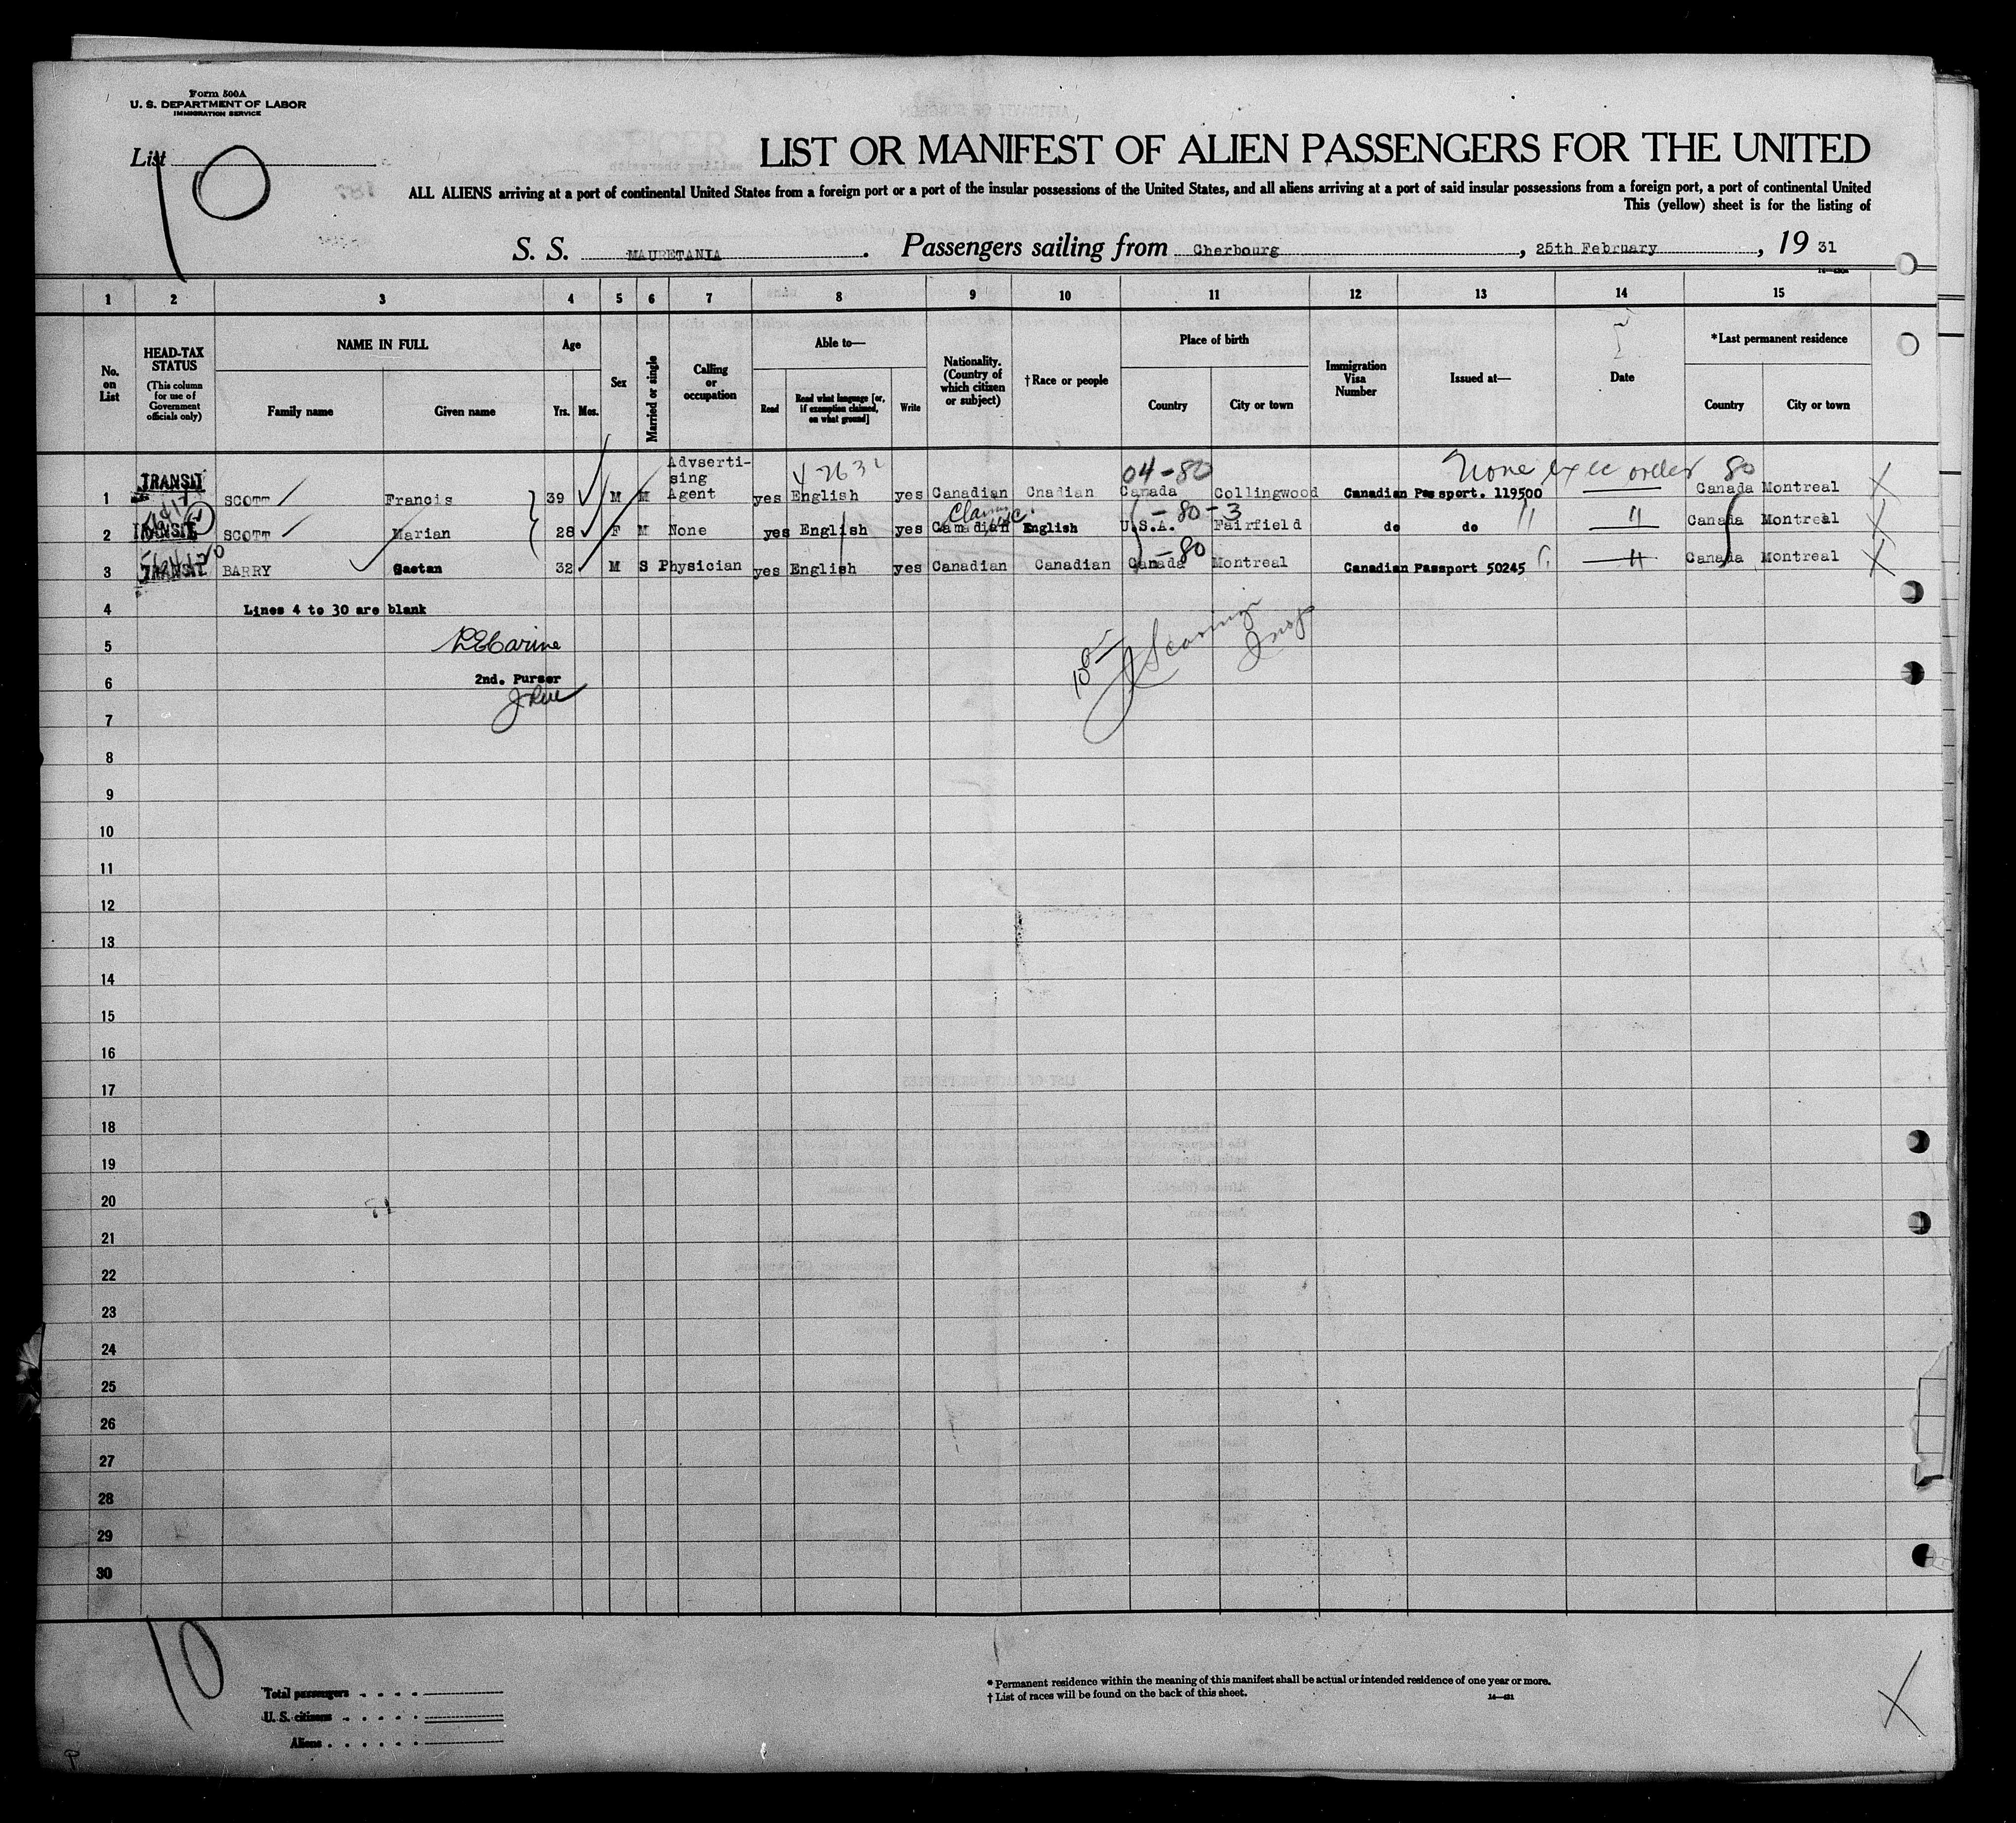 Form 500A
U. S. DEPARTMENT OF LABOR
IMMIGRATION SERVICE
List 10
LIST OR MANIFEST OF ALIEN PASSENGERS FOR THE UNITED
ALL ALIENS arriving at a port of continental United States from a foreign port or a port of the insular possessions of the United States, and all aliens arriving at a port of said insular possessions from a foreign port, a port of continental United
This (yellow) sheet is for the listing of
S. S. MAURETANIA. Passengers sailing from Cherbourg, 25th February, 19 31
1 2 3 4 5 6 7 8 9 10 11 12 13 14 15
No. on List
HEAD-TAX STATUS (This column for use of Government officials only)
NAME IN FULL
Family name
Given name
Age
Yrs.
Mos.
Sex
Married or single
Calling or occupation
Able to—
Read
Read what language [or, if exemption claimed, on what ground]
Write
Nationality. (Country of which citizen or subject)
† Race or people
Place of birth
Country
City or town
Immigration Visa Number
Issued at—
Date
*Last permanent residence
Country
City or town
04-80 None exec order 80
1 TRANSIT SCOTT Francis 39 M M Advserti-sing Agent yes English yes Canadian Cnadian Canada Collingwood Canadian Passport. 119500 Canada Montreal X
-80-3
2 TRANSIT SCOTT Marian 28 F M None yes English yes Canadian English U.S.A. Fairfield do do " " Canada Montreal X
-80
3 TRANSIT BARRY Gaetan 32 M S Physician yes English yes Canadian Canadian Canada Montreal Canadian Passport 50245 " Canada Montreal X
4 Lines 4 to 30 are blank
5
6 2nd. Purser
7
8
9
10
11
12
13
14
15
16
17
18
19
20
21
22
23
24
25
26
27
28
29
30
10
Total passengers
U. S. citizens
Aliens
* Permanent residence within the meaning of this manifest shall be actual or intended residence of one year or more.
† List of races will be found on the back of this sheet.
X